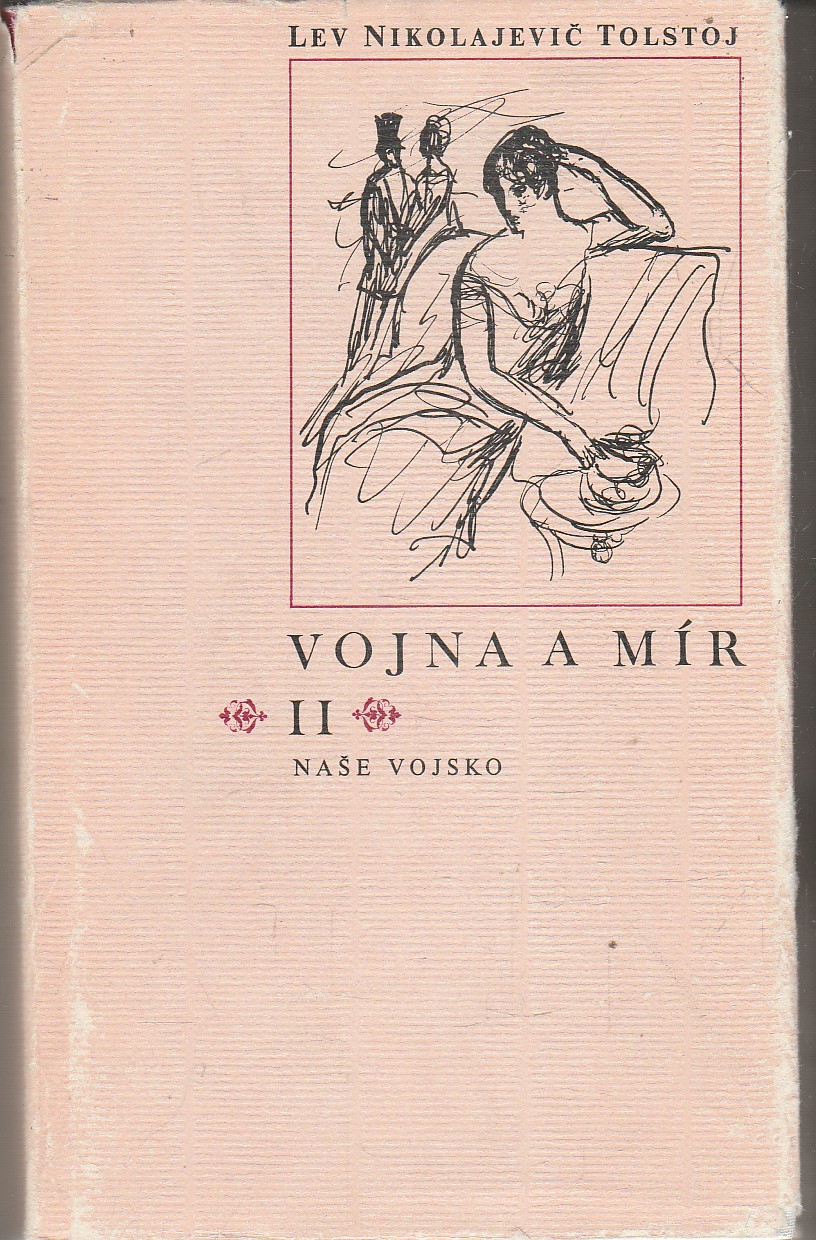 LEV NIKOLAJEVIČ TOLSTOJ
VOJNA A MÍR
II
NAŠE VOJSKO